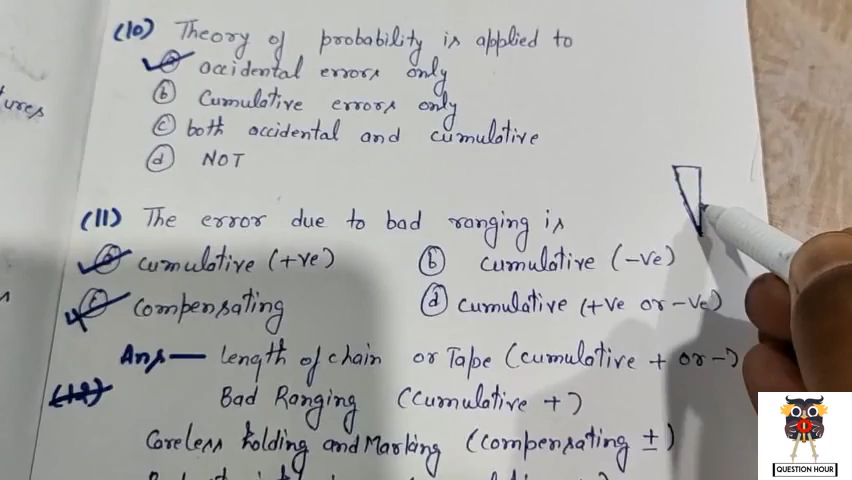 tures
(10) Theory of probability is applied to
(a) accidental errors only
(b) Cumulative errors only
(c) both accidental and cumulative
(d) NOT
(11) The error due to bad ranging is
(a) cumulative (+ve) (b) cumulative (-ve)
(c) compensating (d) cumulative (+ve or -ve)
Ans — Length of chain or Tape (cumulative + or -)
(12) Bad Ranging (Cumulative +)
Careless holding and Marking (compensating ±)
QUESTION HOUR